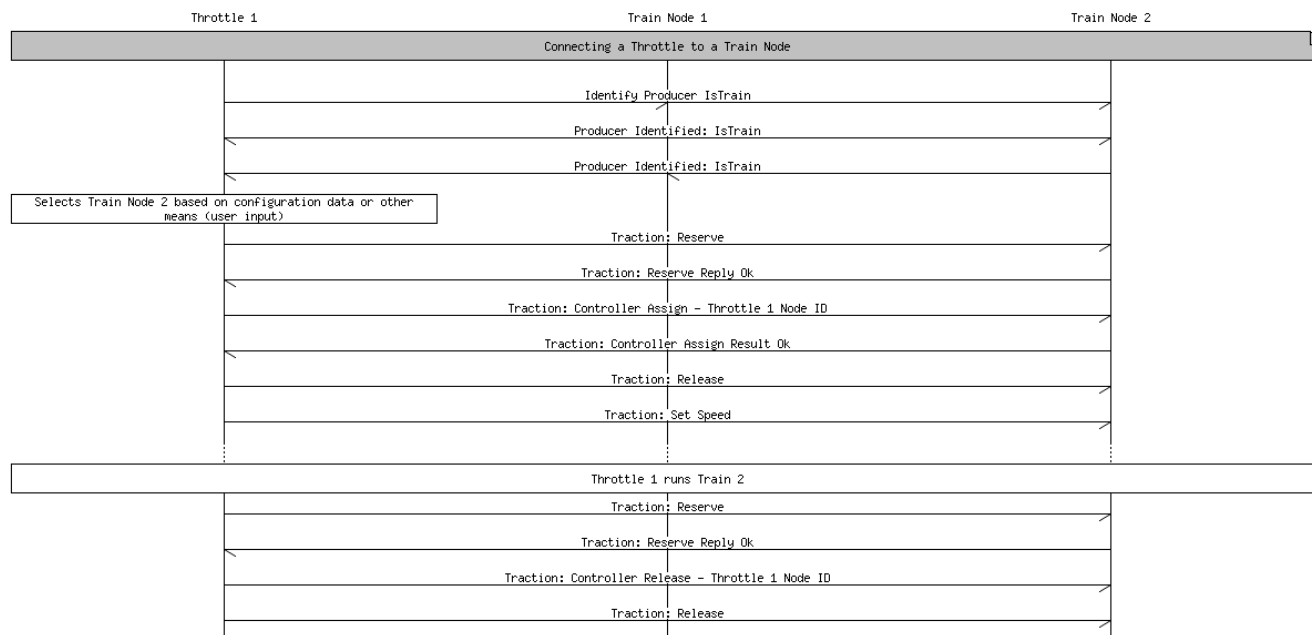 Throttle 1
Train Node 1
Train Node 2
Connecting a Throttle to a Train Node
Identify Producer IsTrain
Producer Identified: IsTrain
Producer Identified: IsTrain
Selects Train Node 2 based on configuration data or other
means (user input)
Traction: Reserve
Traction: Reserve Reply Ok
Traction: Controller Assign - Throttle 1 Node ID
Traction: Controller Assign Result Ok
Traction: Release
Traction: Set Speed
Throttle 1 runs Train 2
Traction: Reserve
Traction: Reserve Reply Ok
Traction: Controller Release - Throttle 1 Node ID
Traction: Release